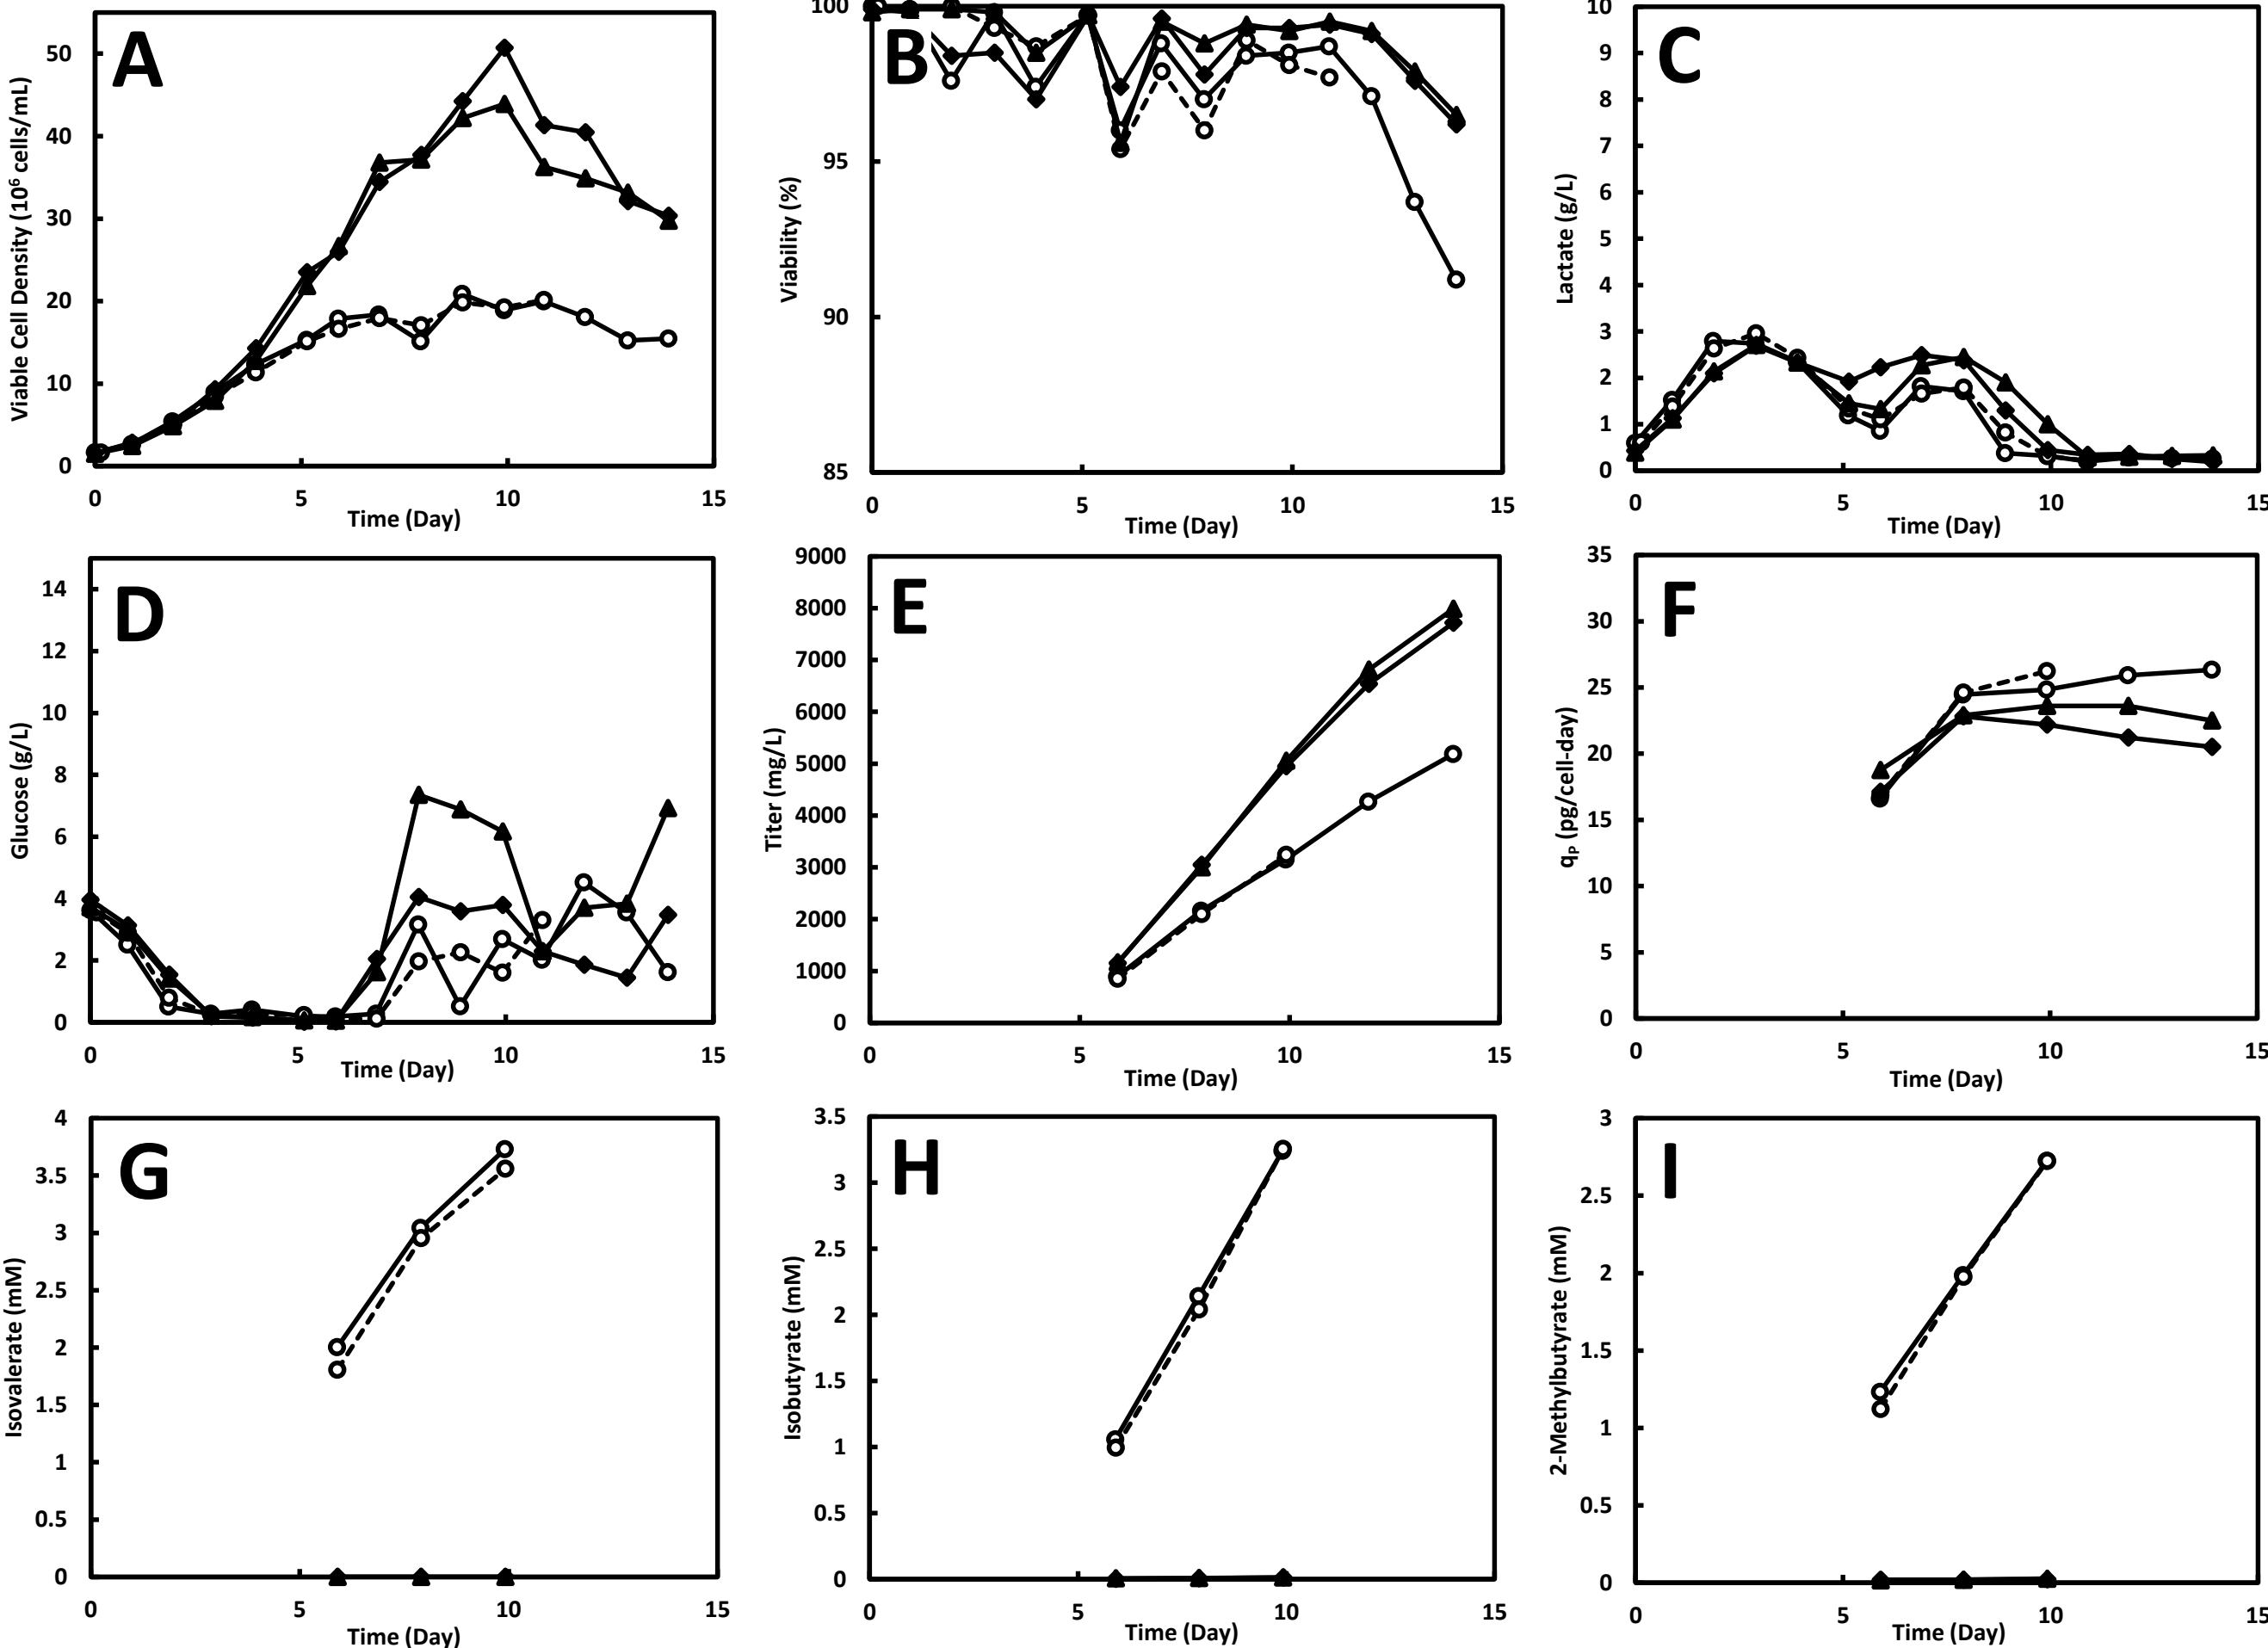 A
Viable Cell Density (10⁶ cells/mL)
50
40
30
20
10
0
0 5 10 15
Time (Day)
B
Viability (%)
100
95
90
85
0 5 10 15
Time (Day)
C
Lactate (g/L)
10
9
8
7
6
5
4
3
2
1
0
0 5 10 15
Time (Day)
D
Glucose (g/L)
14
12
10
8
6
4
2
0
0 5 10 15
Time (Day)
E
Titer (mg/L)
9000
8000
7000
6000
5000
4000
3000
2000
1000
0
0 5 10 15
Time (Day)
F
qP (pg/cell-day)
35
30
25
20
15
10
5
0
0 5 10 15
Time (Day)
G
Isovalerate (mM)
4
3.5
3
2.5
2
1.5
1
0.5
0
0 5 10 15
Time (Day)
H
Isobutyrate (mM)
3.5
3
2.5
2
1.5
1
0.5
0
0 5 10 15
Time (Day)
I
2-Methylbutyrate (mM)
3
2.5
2
1.5
1
0.5
0
0 5 10 15
Time (Day)